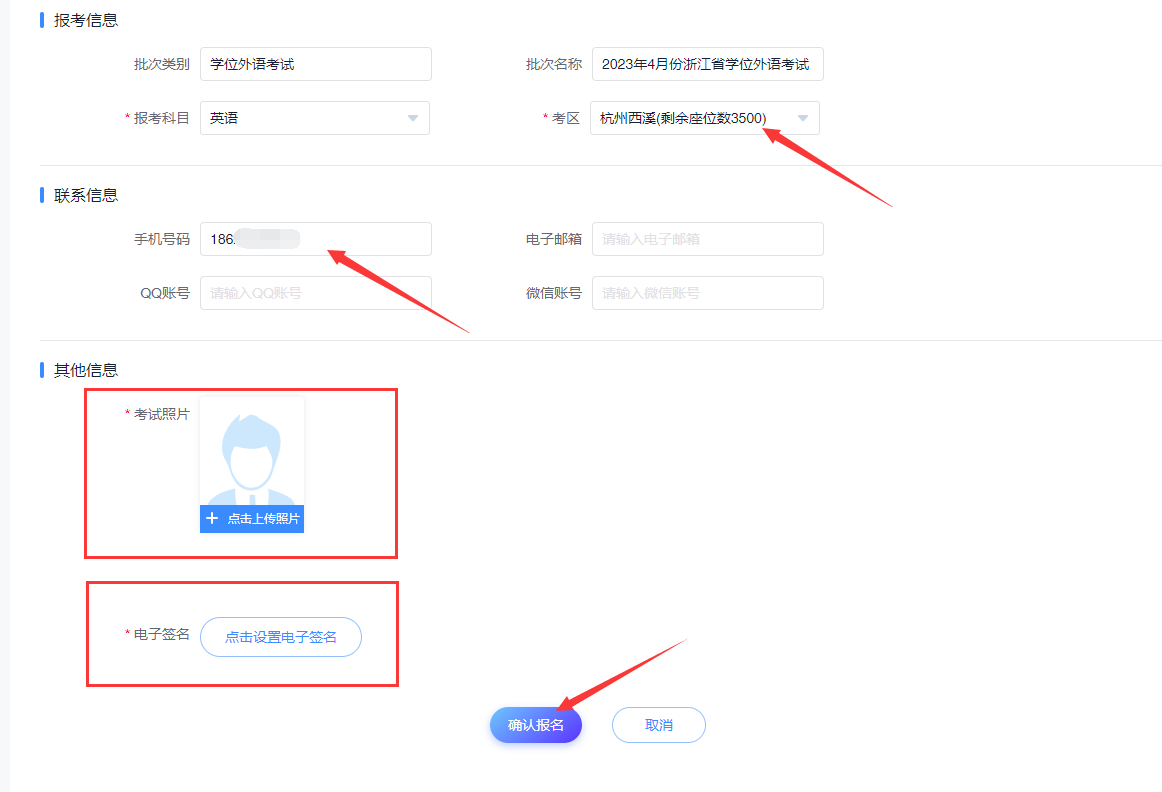 报考信息
批次类别 学位外语考试 批次名称 2023年4月份浙江省学位外语考试
* 报考科目 英语 * 考区 杭州西溪(剩余座位数3500)
联系信息
手机号码 186 电子邮箱 请输入电子邮箱
QQ账号 请输入QQ账号 微信账号 请输入微信账号
其他信息
* 考试照片
+ 点击上传照片
* 电子签名 点击设置电子签名
确认报名 取消